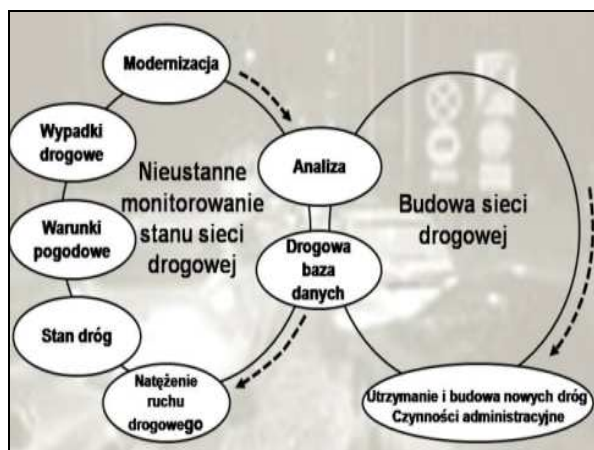 Modernizacja
Wypadki
drogowe
Warunki
pogodowe
Stan dróg
Natężenie
ruchu
drogowego
Nieustanne
monitorowanie
stanu sieci
drogowej
Analiza
Drogowa
baza
danych
Budowa sieci
drogowej
Utrzymanie i budowa nowych dróg
Czynności administracyjne